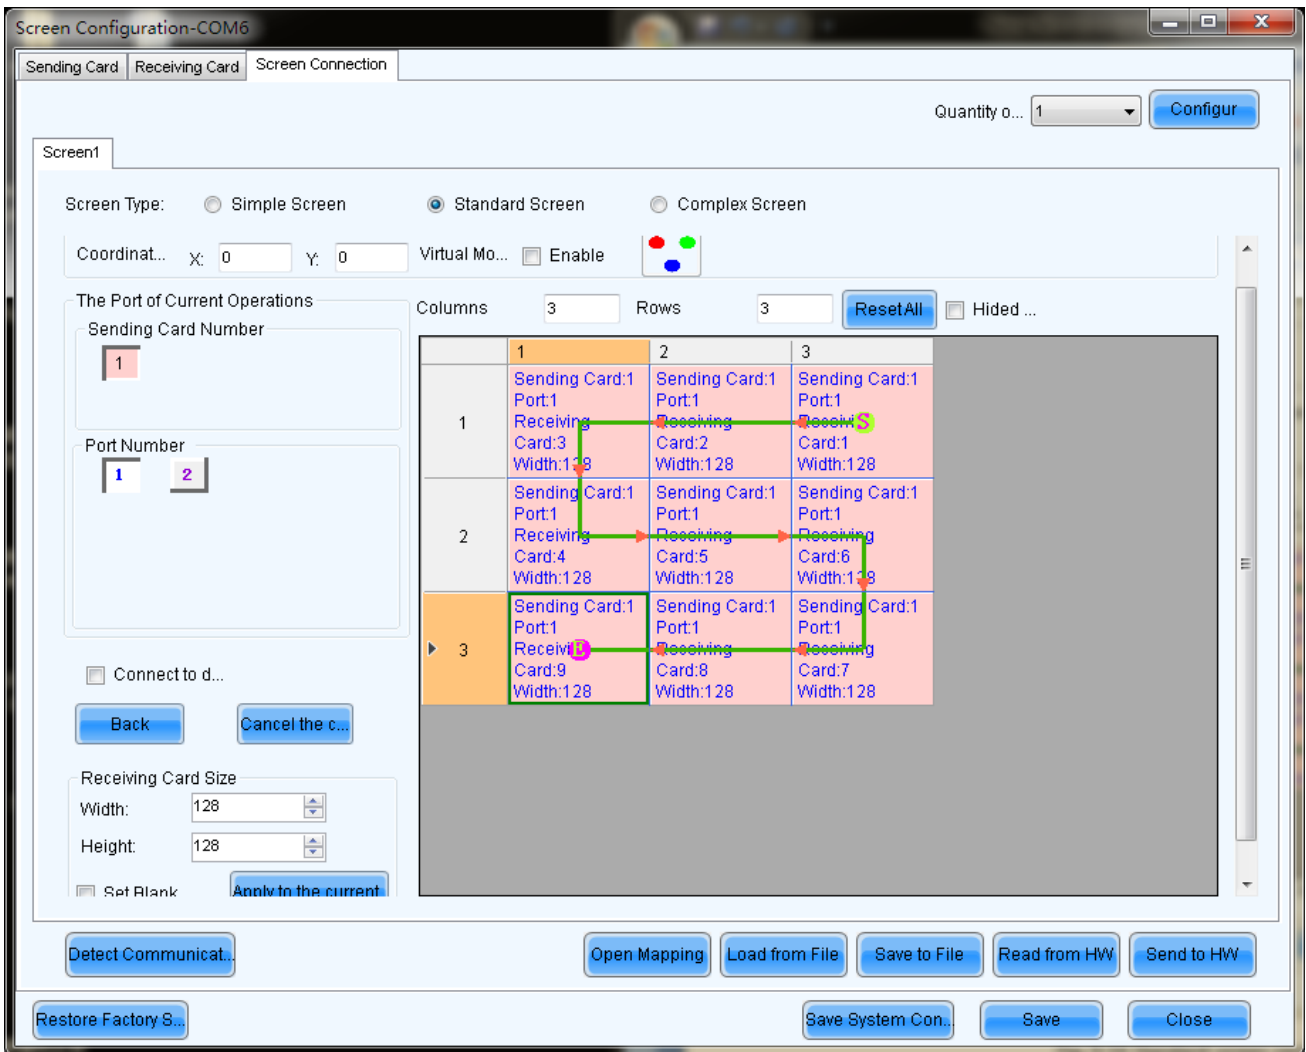 Screen Configuration-COM6
Sending Card Receiving Card Screen Connection
Quantity o... 1 Configur
Screen1
Screen Type: Simple Screen Standard Screen Complex Screen
Coordinat... X: 0 Y: 0 Virtual Mo... Enable
The Port of Current Operations
Columns 3 Rows 3 ResetAll Hided ...
Sending Card Number
1
Port Number
1 2
1 2 3
1
Sending Card:1
Port:1
Receiving
Card:3
Width:128
Sending Card:1
Port:1
Receiving
Card:2
Width:128
Sending Card:1
Port:1
Receivi
S
Card:1
Width:128
2
Sending Card:1
Port:1
Receiving
Card:4
Width:128
Sending Card:1
Port:1
Receiving
Card:5
Width:128
Sending Card:1
Port:1
Receiving
Card:6
Width:128
3
Sending Card:1
Port:1
Receivi
E
Card:9
Width:128
Sending Card:1
Port:1
Receiving
Card:8
Width:128
Sending Card:1
Port:1
Receiving
Card:7
Width:128
Connect to d...
Back Cancel the c...
Receiving Card Size
Width: 128
Height: 128
Set Blank Apply to the current
Detect Communicat... Open Mapping Load from File Save to File Read from HW Send to HW
Restore Factory S... Save System Con... Save Close